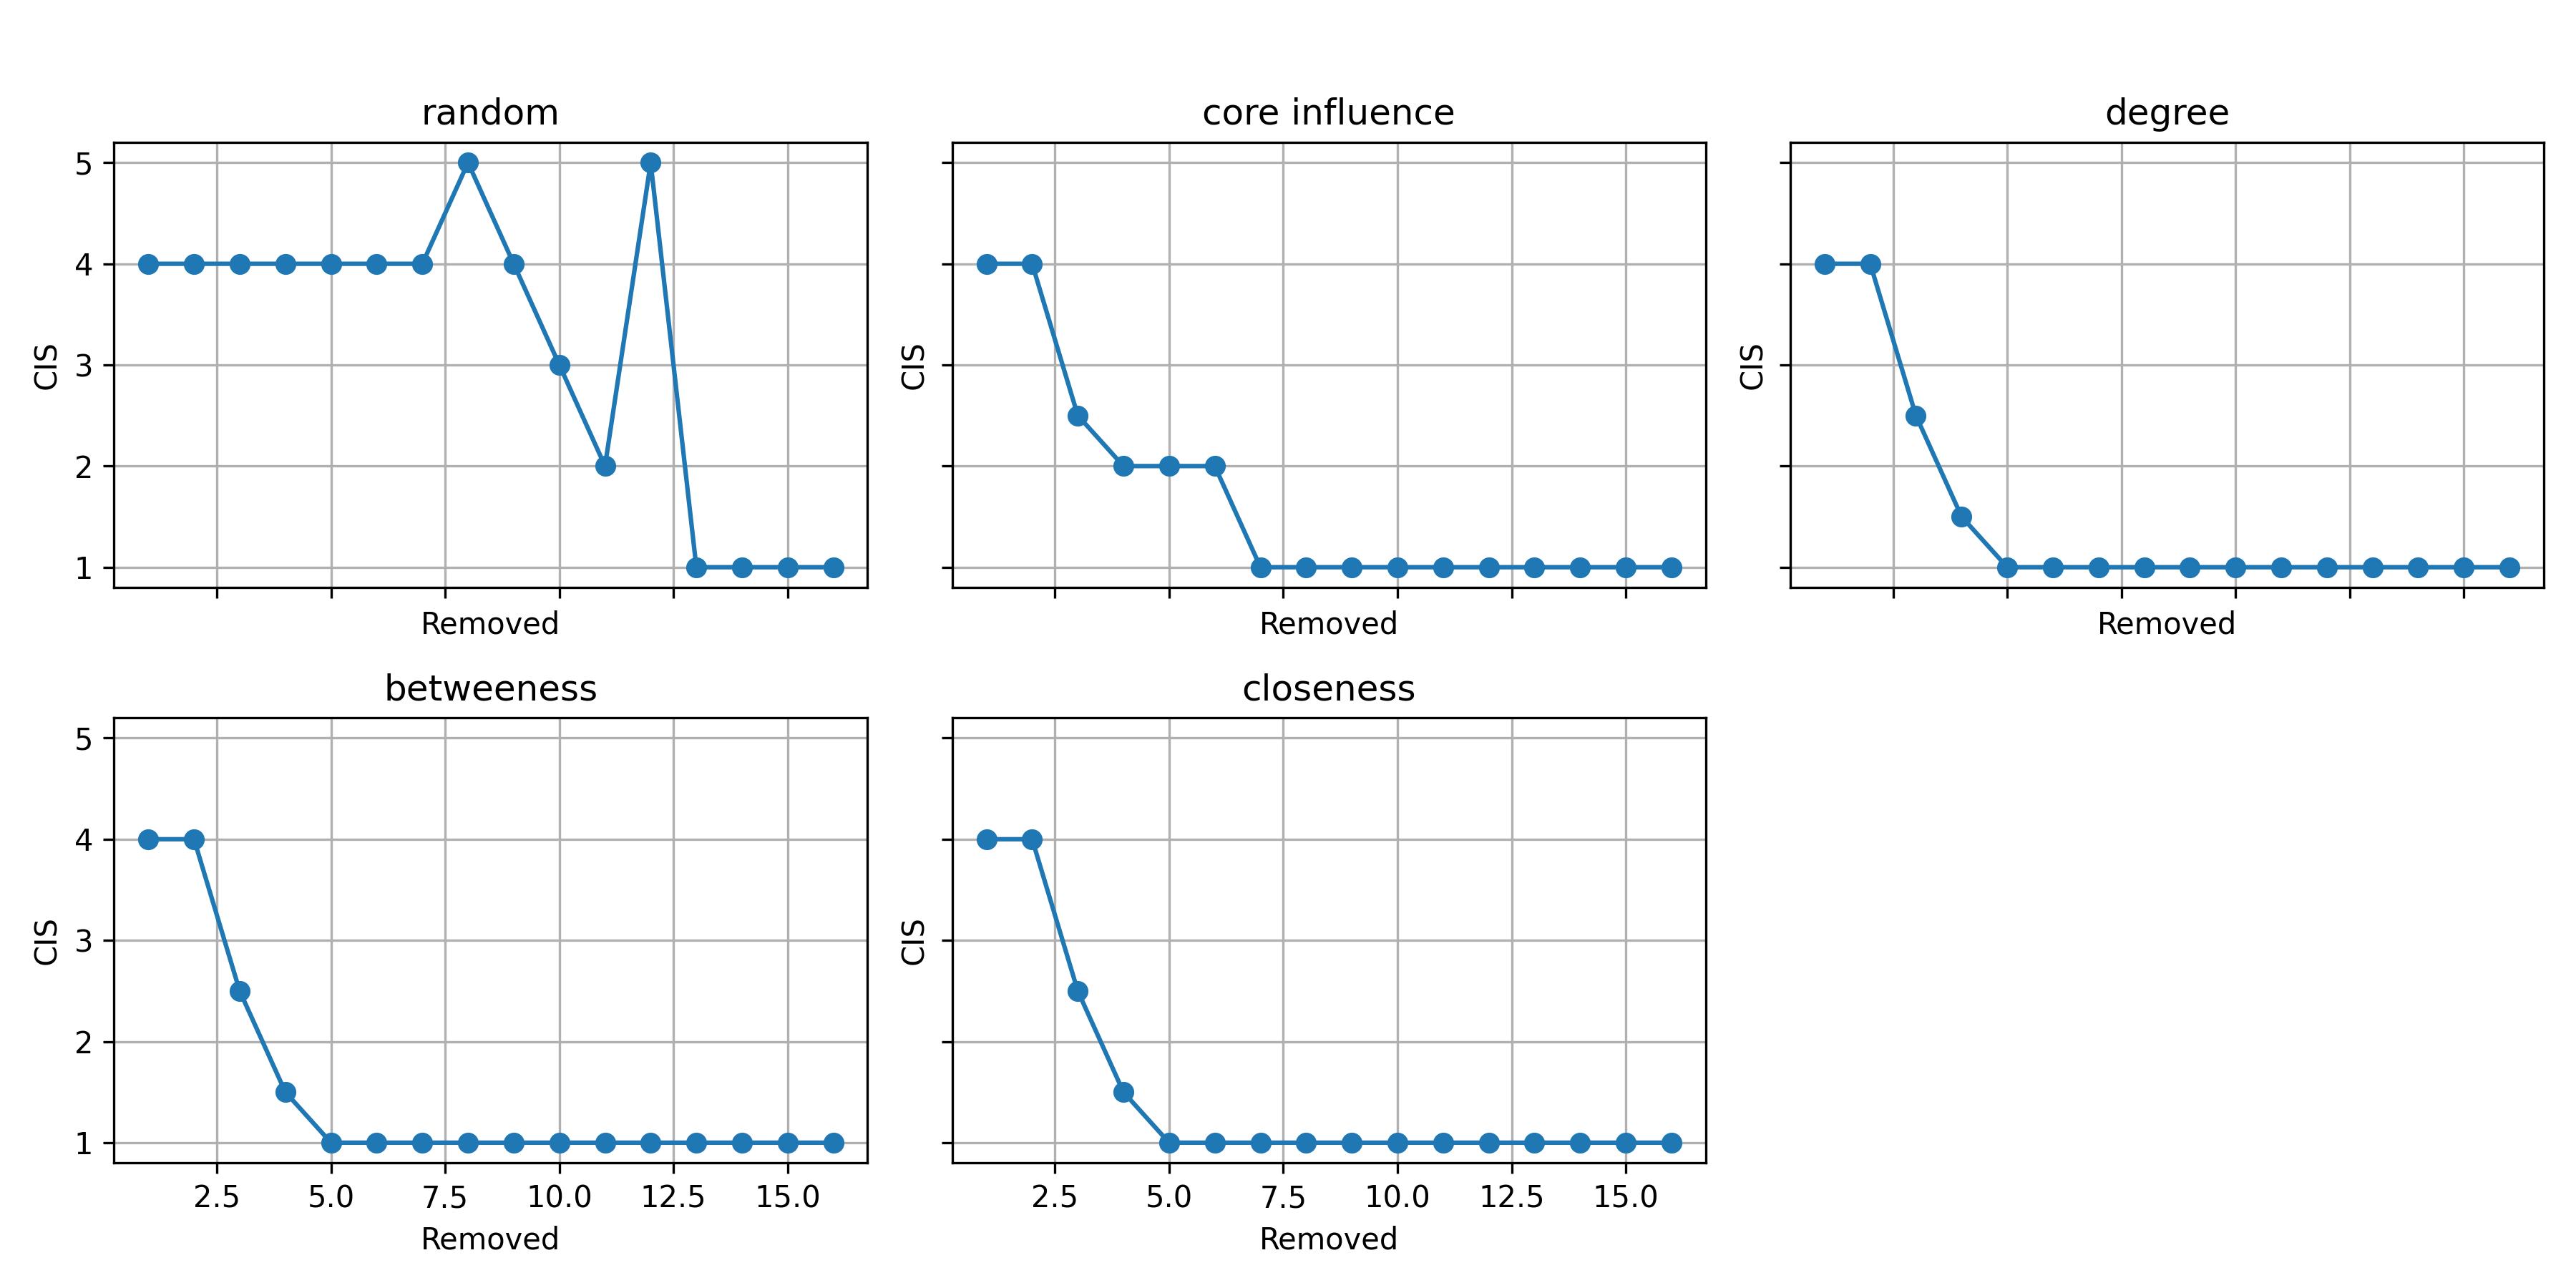 random
core influence
degree
5
4
3
2
1
CIS
CIS
CIS
Removed
Removed
Removed
betweeness
closeness
5
4
3
2
1
CIS
CIS
2.5 5.0 7.5 10.0 12.5 15.0
2.5 5.0 7.5 10.0 12.5 15.0
Removed
Removed